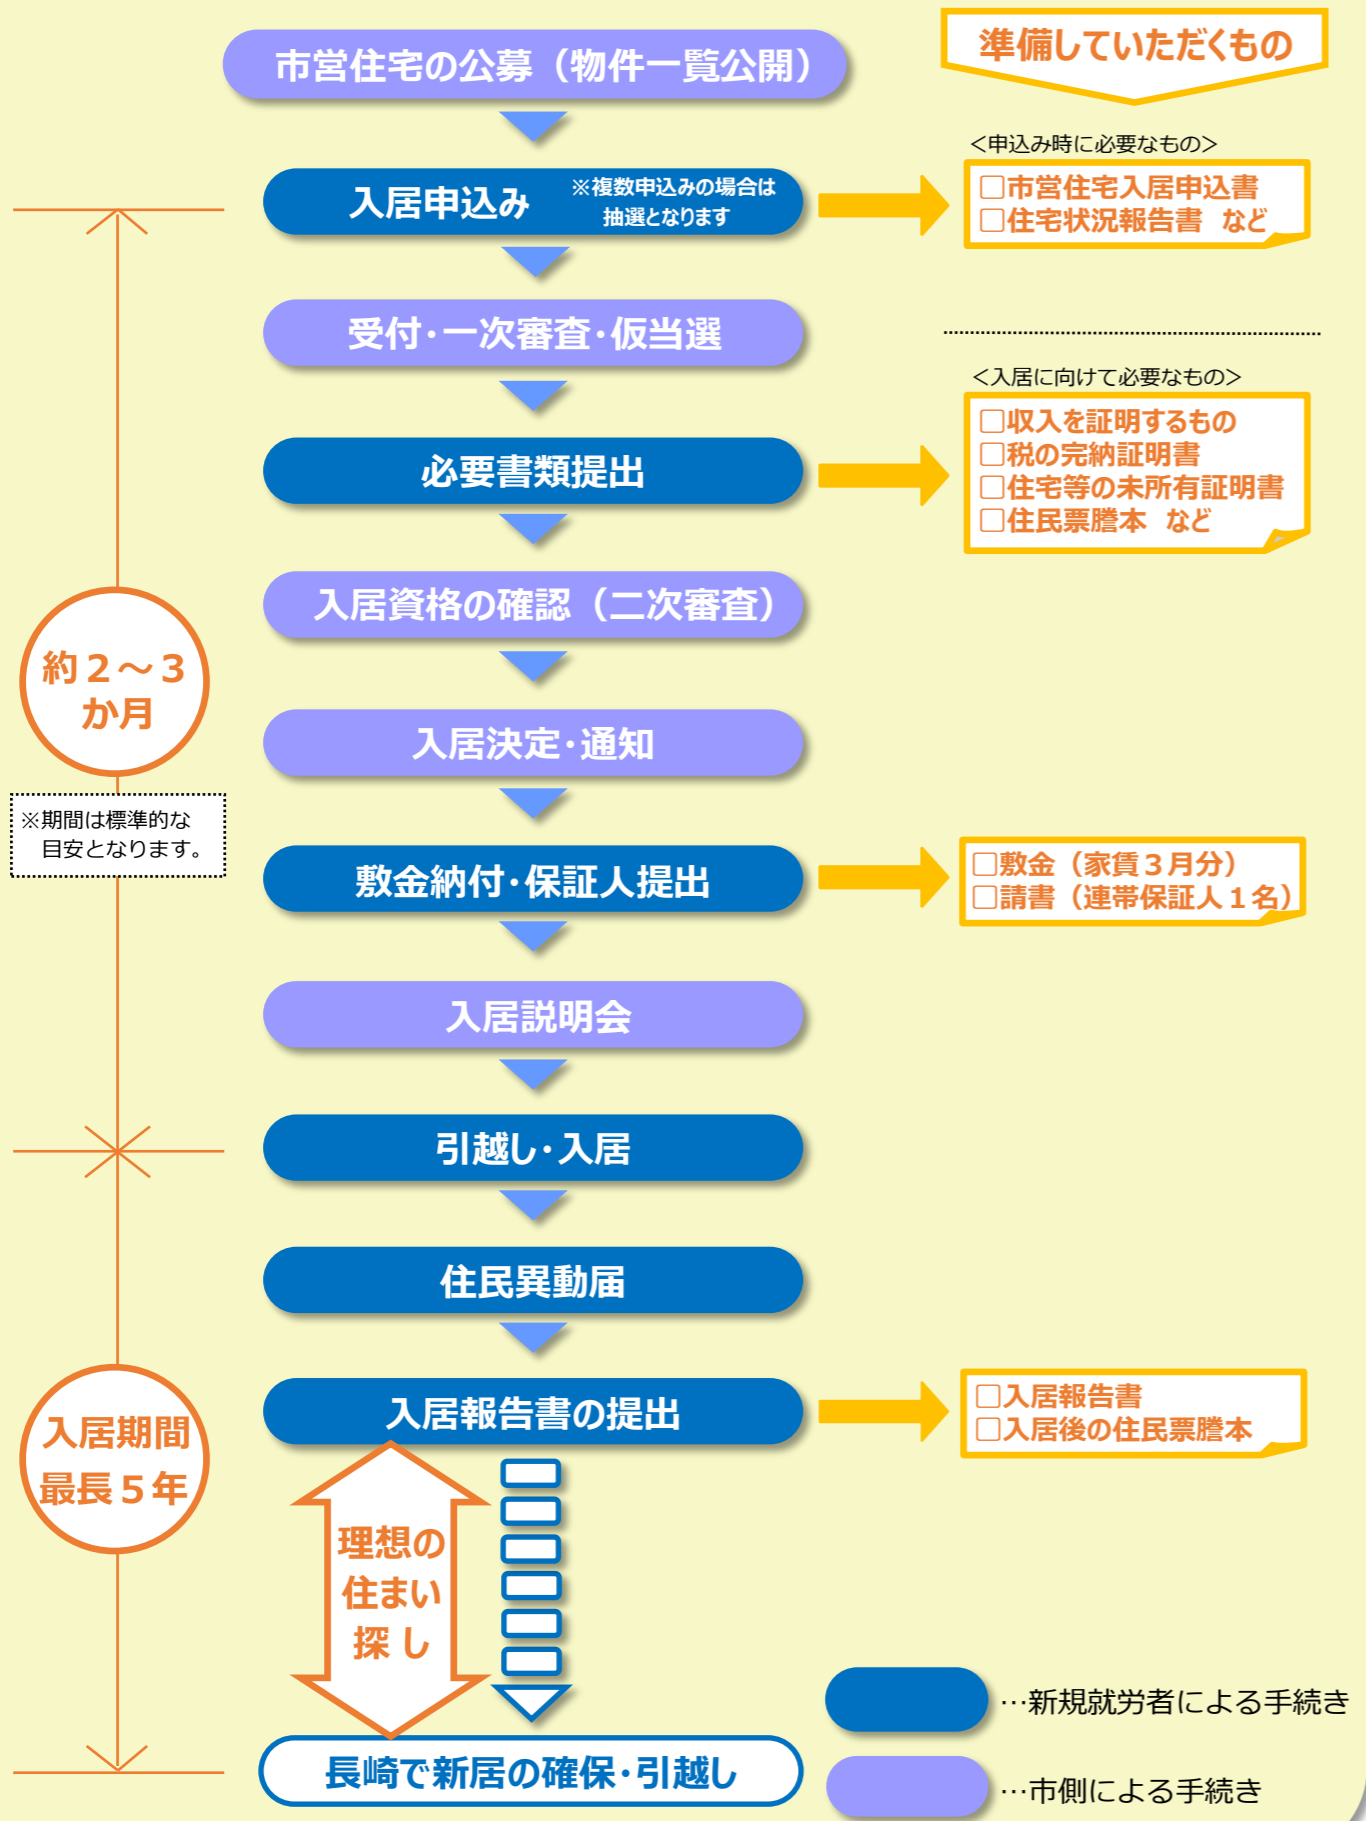 市営住宅の公募（物件一覧公開）
準備していただくもの
入居申込み
※複数申込みの場合は
抽選となります
＜申込み時に必要なもの＞
□市営住宅入居申込書
□住宅状況報告書 など
受付・一次審査・仮当選
必要書類提出
＜入居に向けて必要なもの＞
□収入を証明するもの
□税の完納証明書
□住宅等の未所有証明書
□住民票謄本 など
入居資格の確認（二次審査）
約２～３
か月
※期間は標準的な
目安となります。
入居決定・通知
敷金納付・保証人提出
□敷金（家賃３月分）
□請書（連帯保証人１名）
入居説明会
引越し・入居
住民異動届
入居報告書の提出
□入居報告書
□入居後の住民票謄本
入居期間
最長５年
理想の
住まい
探 し
長崎で新居の確保・引越し
…新規就労者による手続き
…市側による手続き